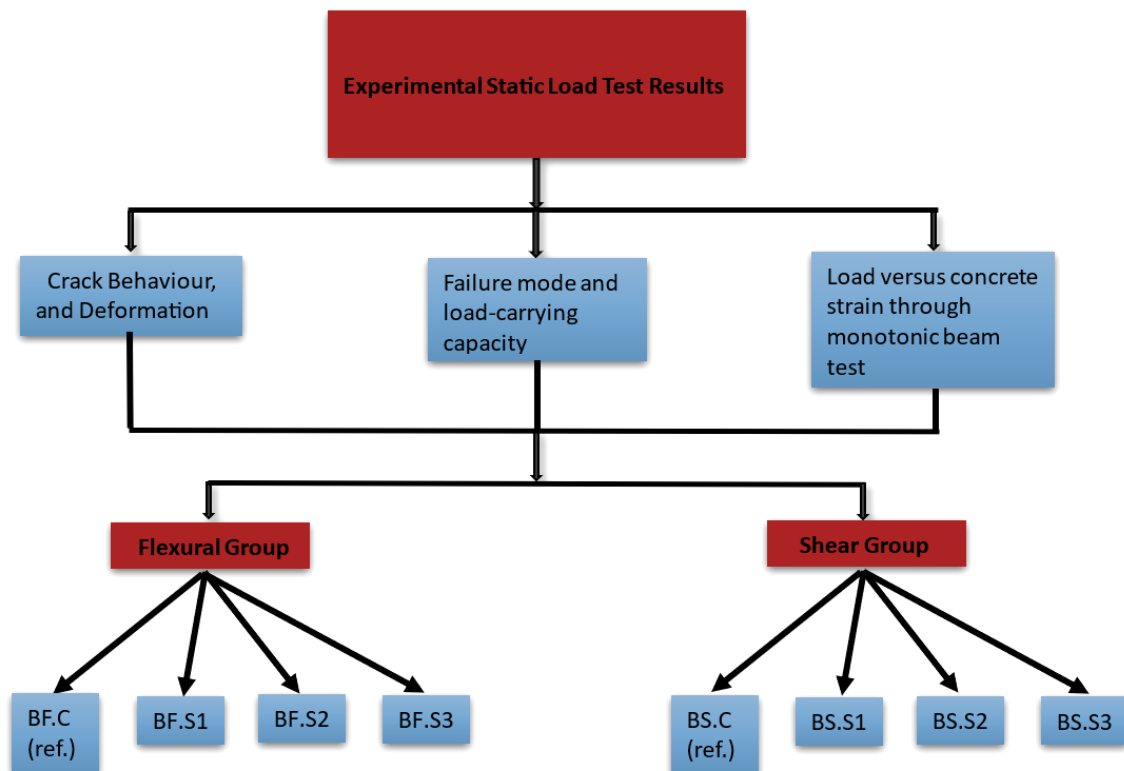 Experimental Static Load Test Results
Crack Behaviour,
and Deformation
Failure mode and
load-carrying
capacity
Load versus concrete
strain through
monotonic beam
test
Flexural Group
Shear Group
BF.C
(ref.)
BF.S1
BF.S2
BF.S3
BS.C
(ref.)
BS.S1
BS.S2
BS.S3